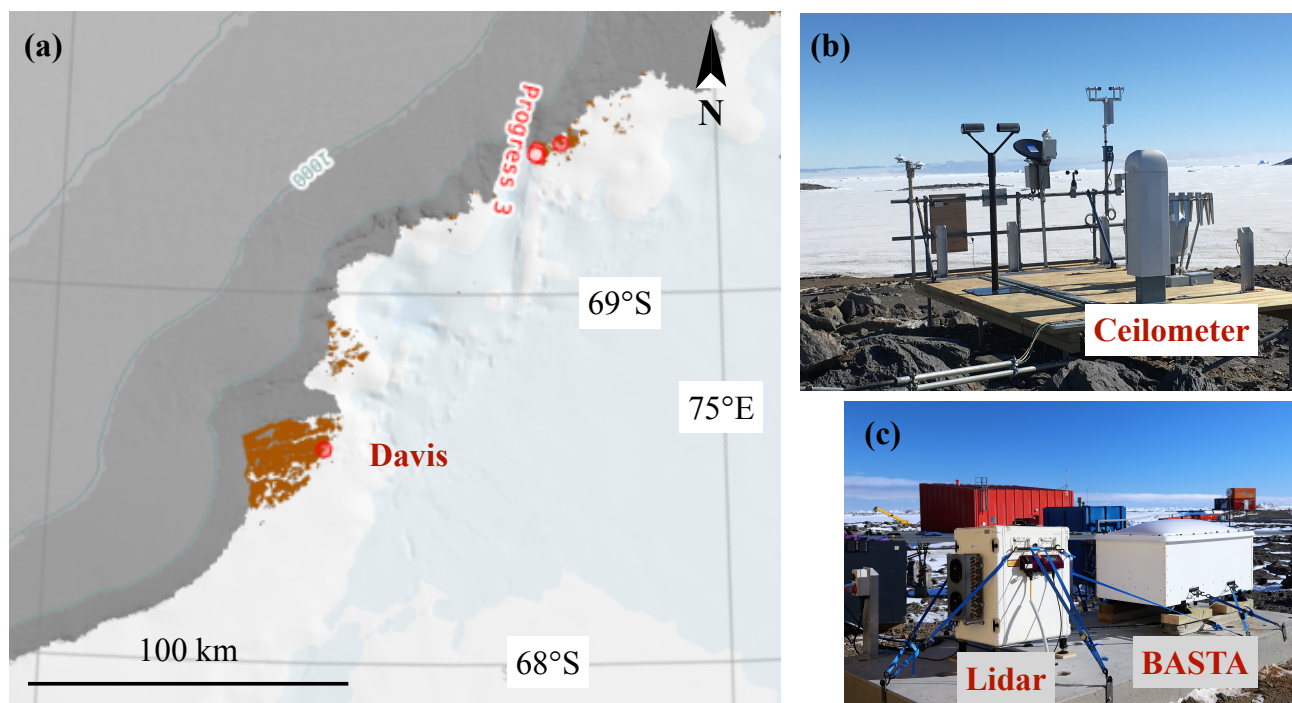 (a)
N
Progress 3
1000
69°S
75°E
Davis
100 km
68°S
(b)
Ceilometer
(c)
Lidar
BASTA